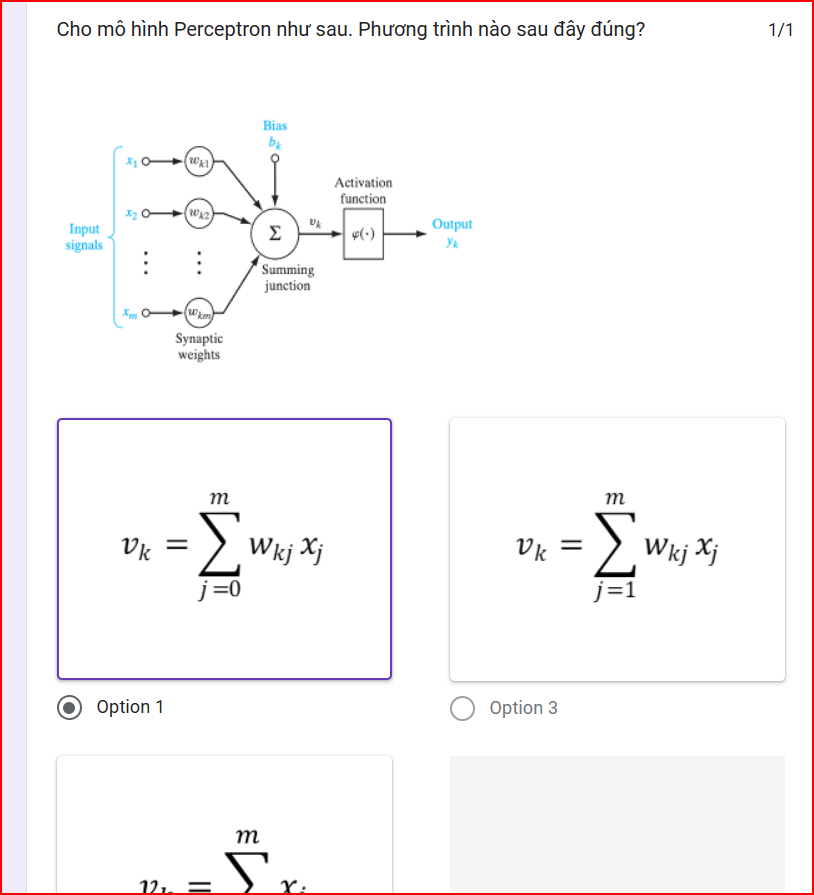 Cho mô hình Perceptron như sau. Phương trình nào sau đây đúng? 1/1
Bias
b_k
x_1 w_k1
Activation
function
x_2 w_k2
Input
signals
Σ v_k φ(·)
Output
y_k
Summing
junction
x_m w_km
Synaptic
weights
v_k = ∑_{j=0}^{m} w_kj x_j
v_k = ∑_{j=1}^{m} w_kj x_j
Option 1
Option 3
m